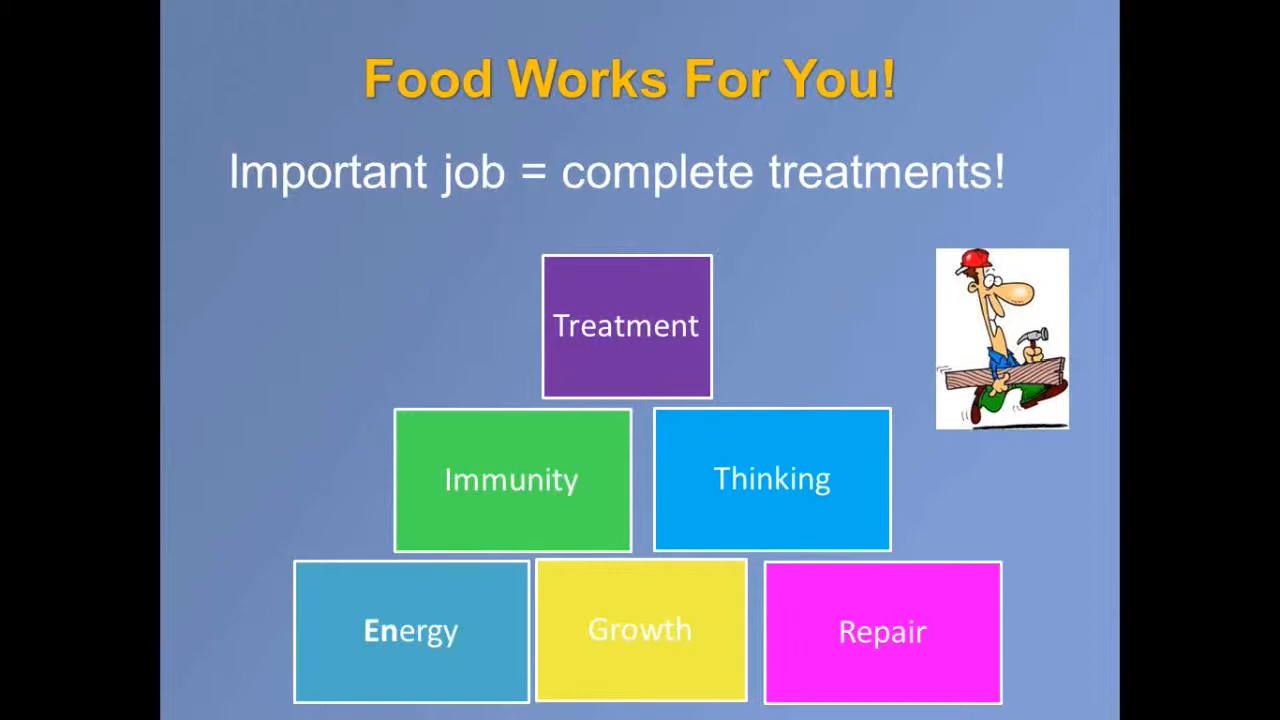 Food Works For You!
Important job = complete treatments!
Treatment
Immunity
Thinking
Energy
Growth
Repair